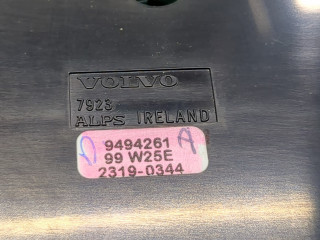 VOLVO
7923
ALPS IRELAND
D 9494261 A
99 W25E
2319-0344